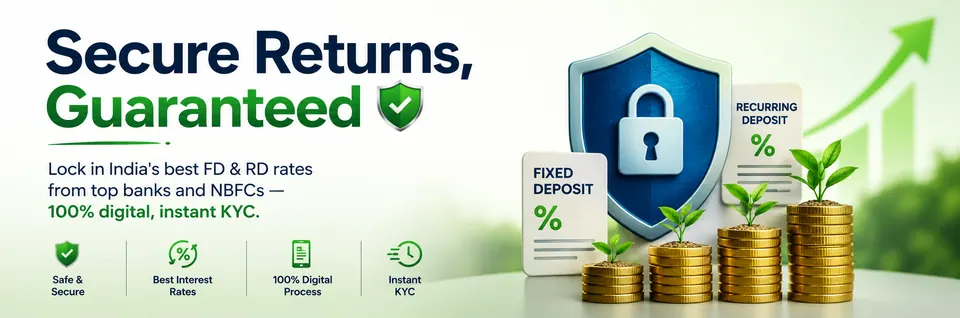 Secure Returns,
Guaranteed
Lock in India's best FD & RD rates
from top banks and NBFCs —
100% digital, instant KYC.
Safe &
Secure
Best Interest
Rates
100% Digital
Process
Instant
KYC
FIXED
DEPOSIT
%
RECURRING
DEPOSIT
%